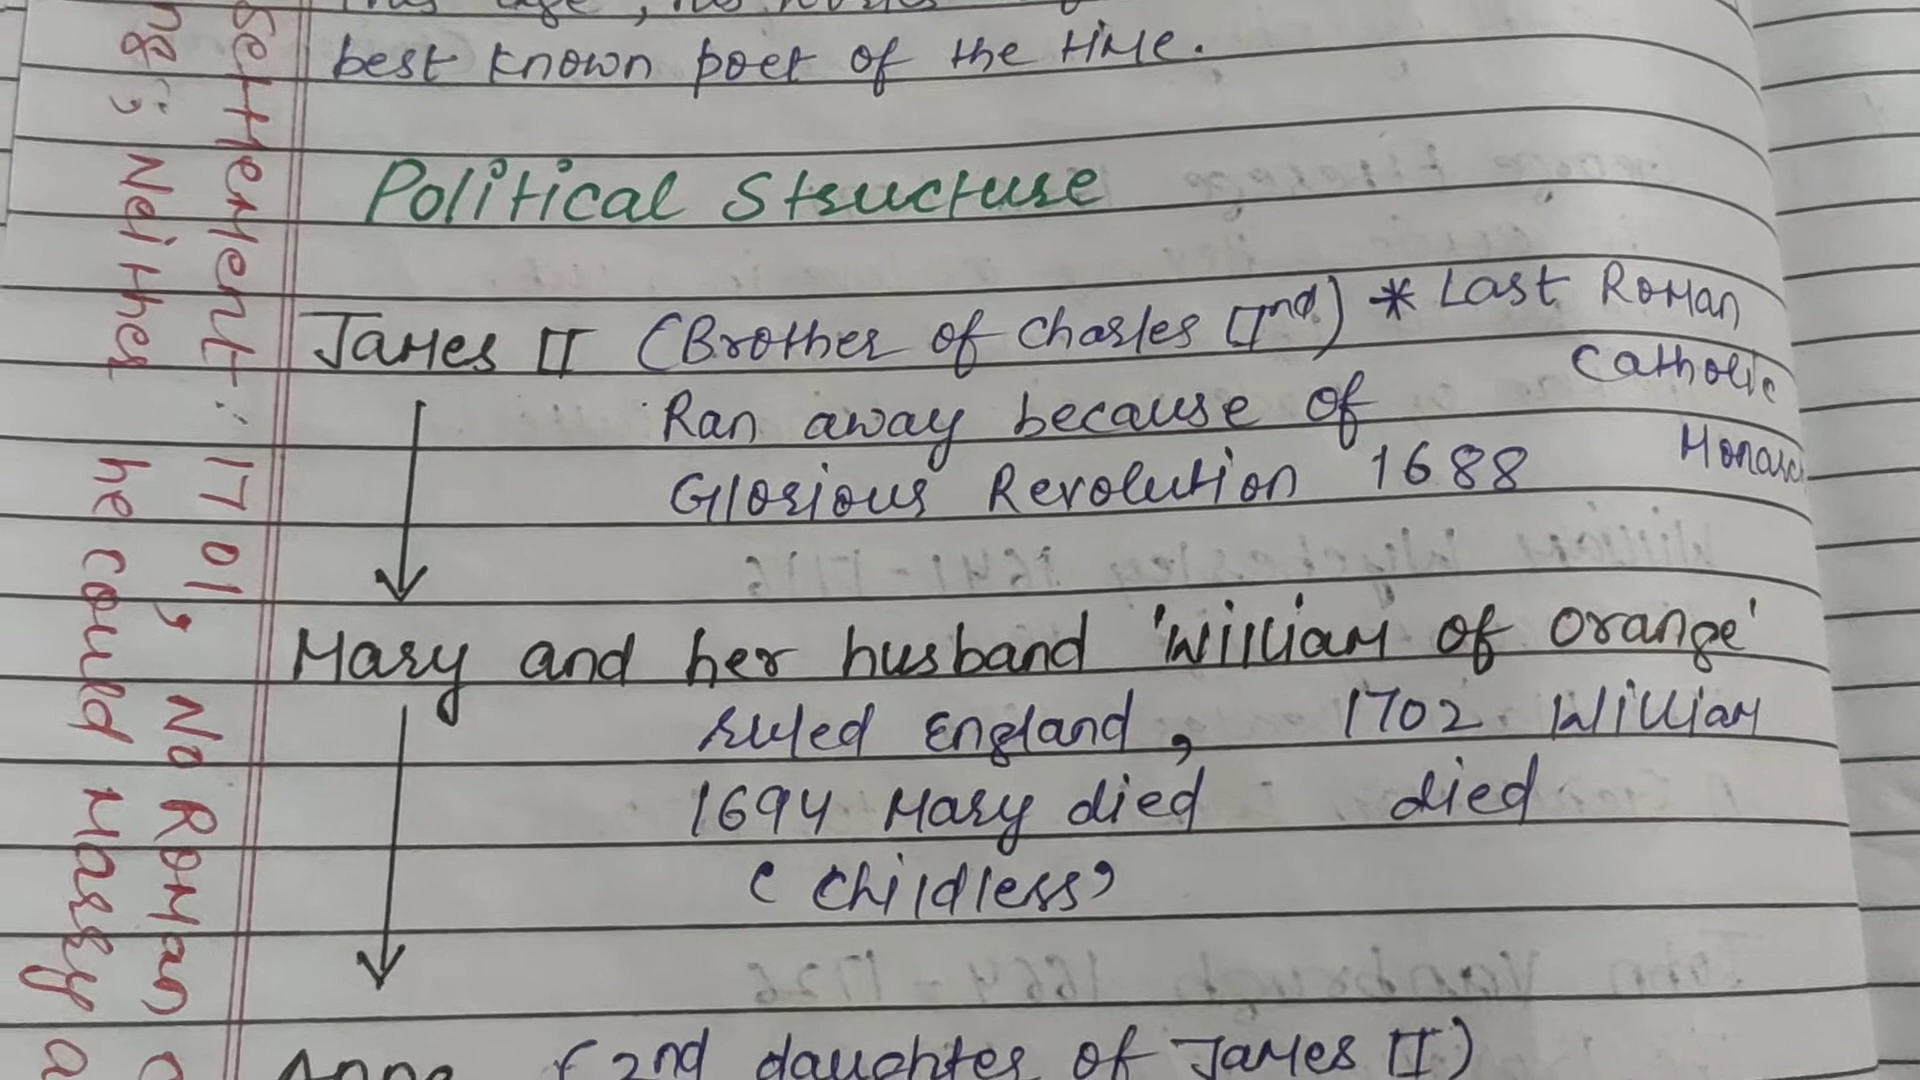 best known poet of the time.
Political Structure
James II (Brother of Charles IInd) * Last Roman
Catholic
Monarch
Ran away because of
Glorious Revolution 1688
Mary and her husband 'William of Orange'
ruled England, 1702 William
1694 Mary died died
(Childless)
Anne (2nd daughter of James II)
Settlement: 1701, No Roman
Neither he could Marry a